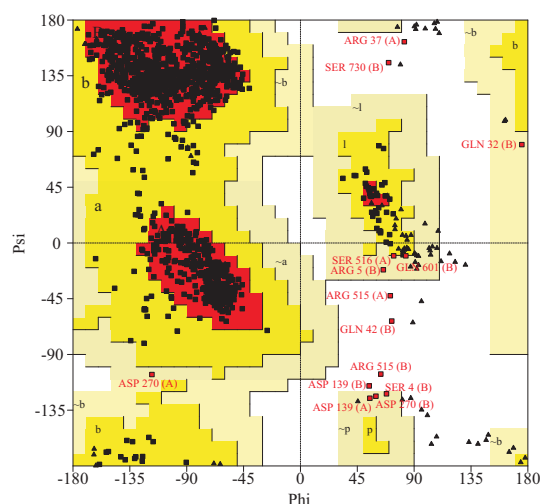 180
135
90
45
0
-45
-90
-135
-180
-135
-90
-45
0
45
90
135
180
Psi
Phi
B
~b
~b
b
b
ARG 37 (A)
SER 730 (B)
~l
l
GLN 32 (B)
a
A
L
~a
SER 516 (A)
ARG 5 (B)
GLN 601 (B)
ARG 515 (A)
GLN 42 (B)
ARG 515 (B)
ASP 270 (A)
ASP 139 (B)
SER 4 (B)
ASP 139 (A)
ASP 270 (B)
~b
b
~p
p
~b